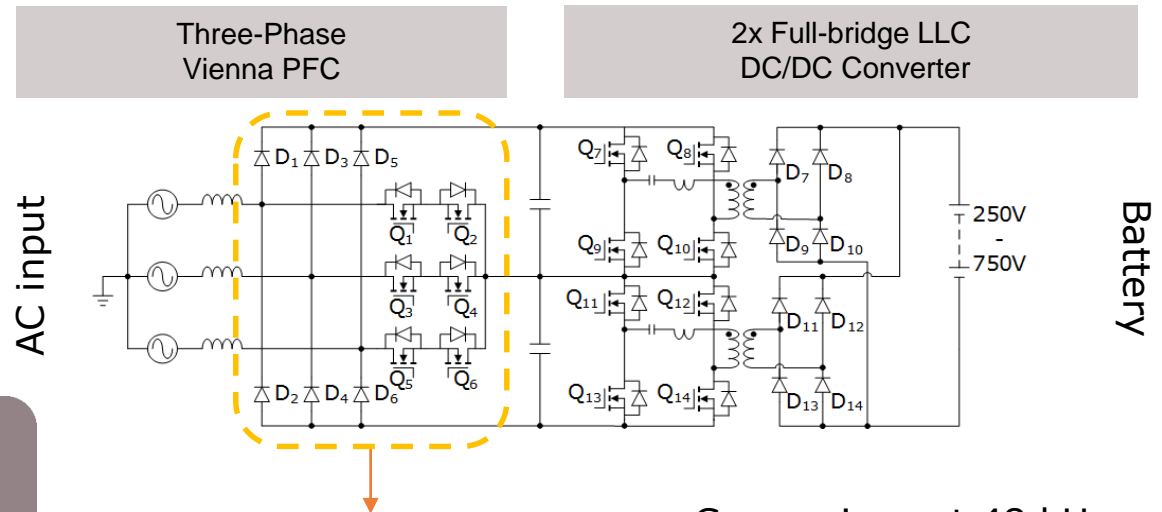 Three-Phase
Vienna PFC
2x Full-bridge LLC
DC/DC Converter
AC input
D1 D3 D5
Q1 Q2
Q3 Q4
Q5 Q6
D2 D4 D6
Q7 Q8
Q9 Q10
Q11 Q12
Q13 Q14
D7 D8
D9 D10
D11 D12
D13 D14
250V
-
750V
Battery